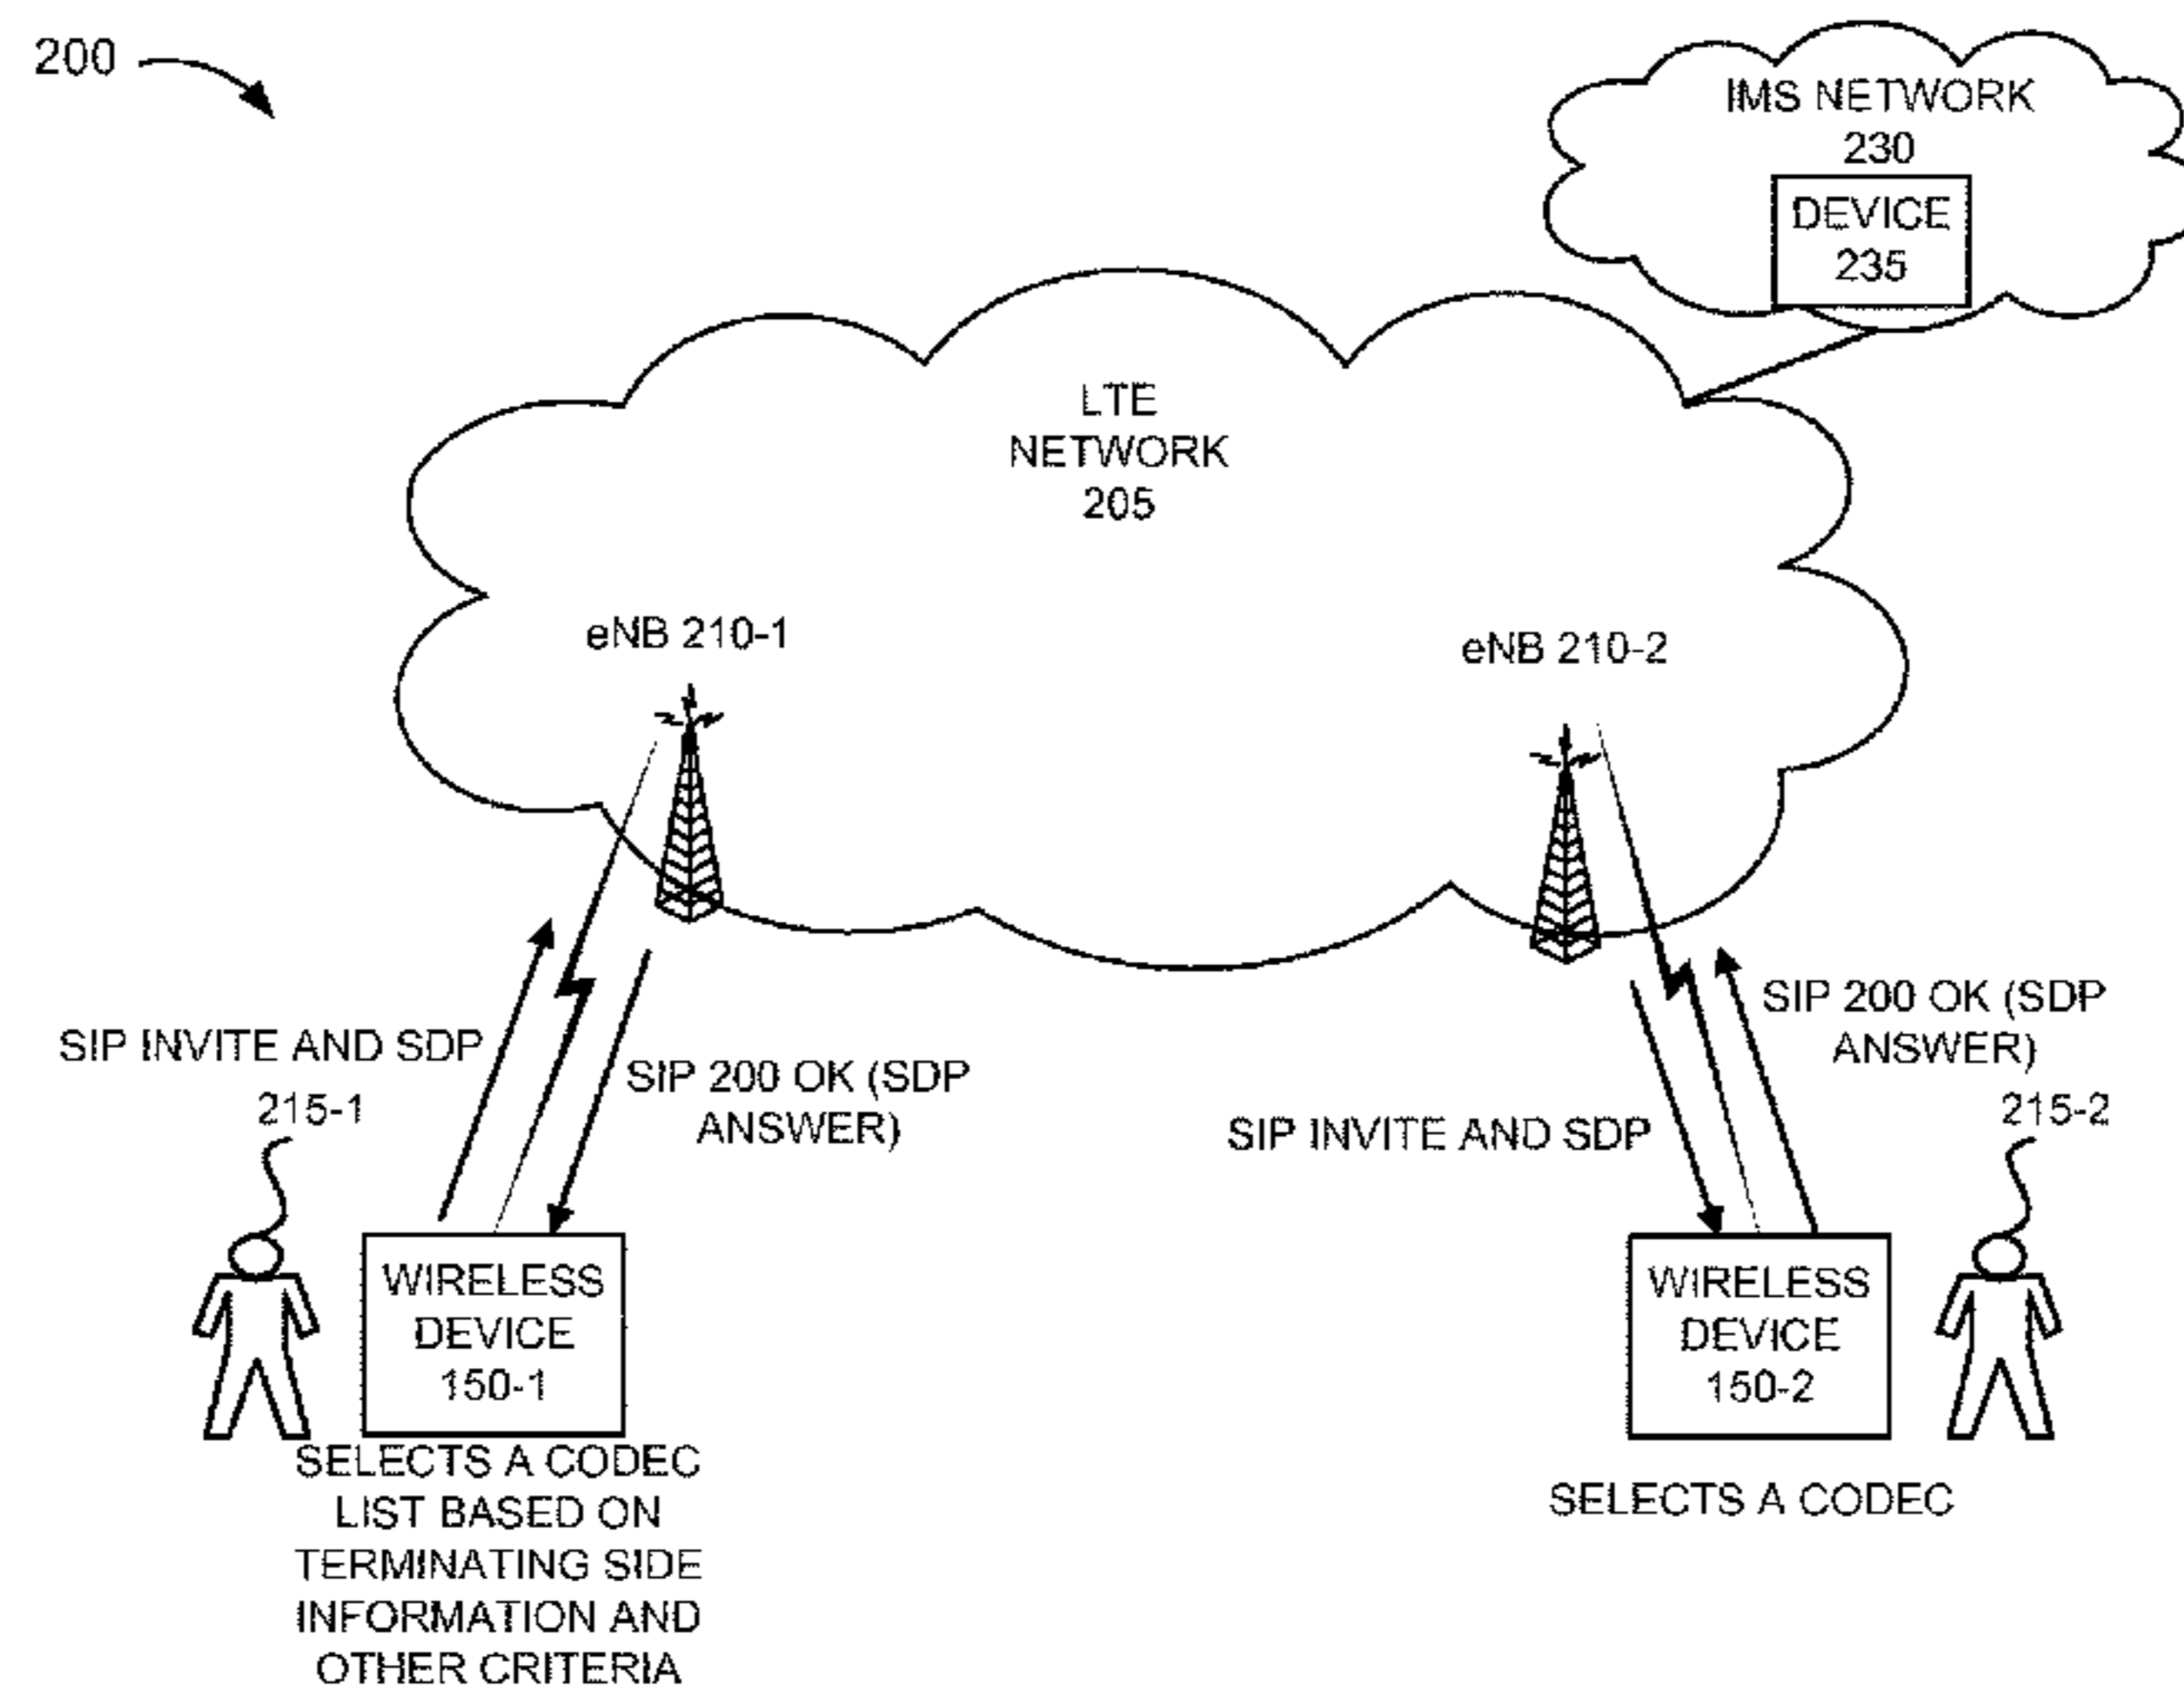 200
IMS NETWORK
230
DEVICE
235
LTE
NETWORK
205
eNB 210-1
eNB 210-2
SIP INVITE AND SDP
SIP 200 OK (SDP
ANSWER)
SIP INVITE AND SDP
SIP 200 OK (SDP
ANSWER)
215-1
215-2
WIRELESS
DEVICE
150-1
WIRELESS
DEVICE
150-2
SELECTS A CODEC
LIST BASED ON
TERMINATING SIDE
INFORMATION AND
OTHER CRITERIA
SELECTS A CODEC